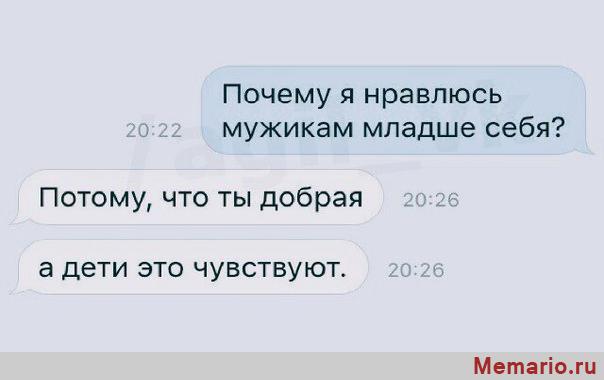 Почему я нравлюсь
мужикам младше себя?
20:22
Потому, что ты добрая
20:26
а дети это чувствуют.
20:26
Memario.ru